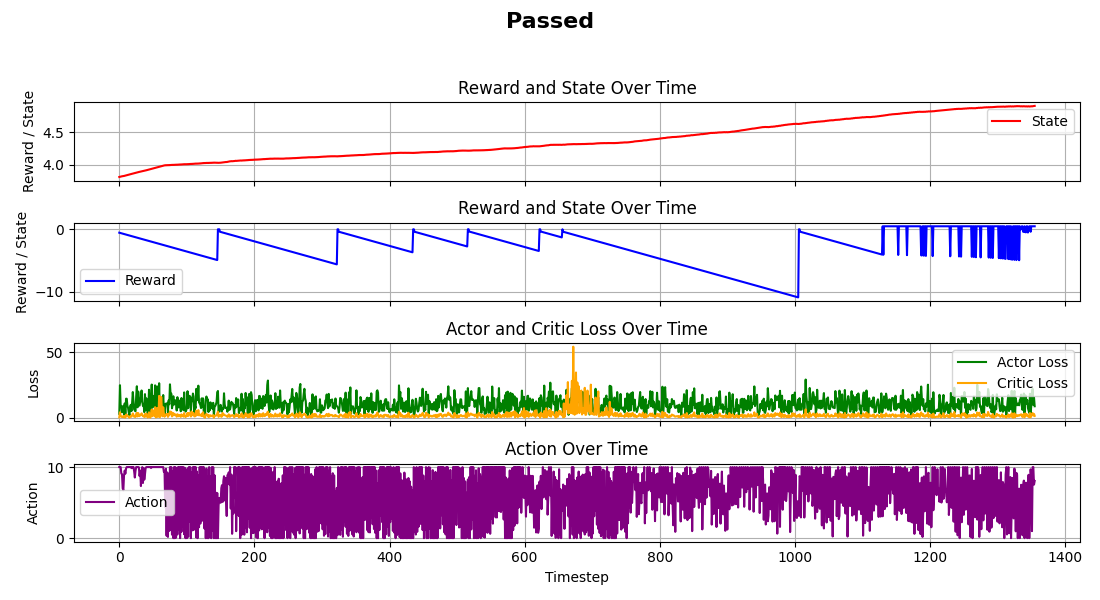 Passed
Reward and State Over Time
Reward / State
4.5
4.0
State
Reward and State Over Time
Reward / State
0
−10
Reward
Actor and Critic Loss Over Time
Loss
50
0
Actor Loss
Critic Loss
Action Over Time
Action
10
0
Action
0 200 400 600 800 1000 1200 1400
Timestep